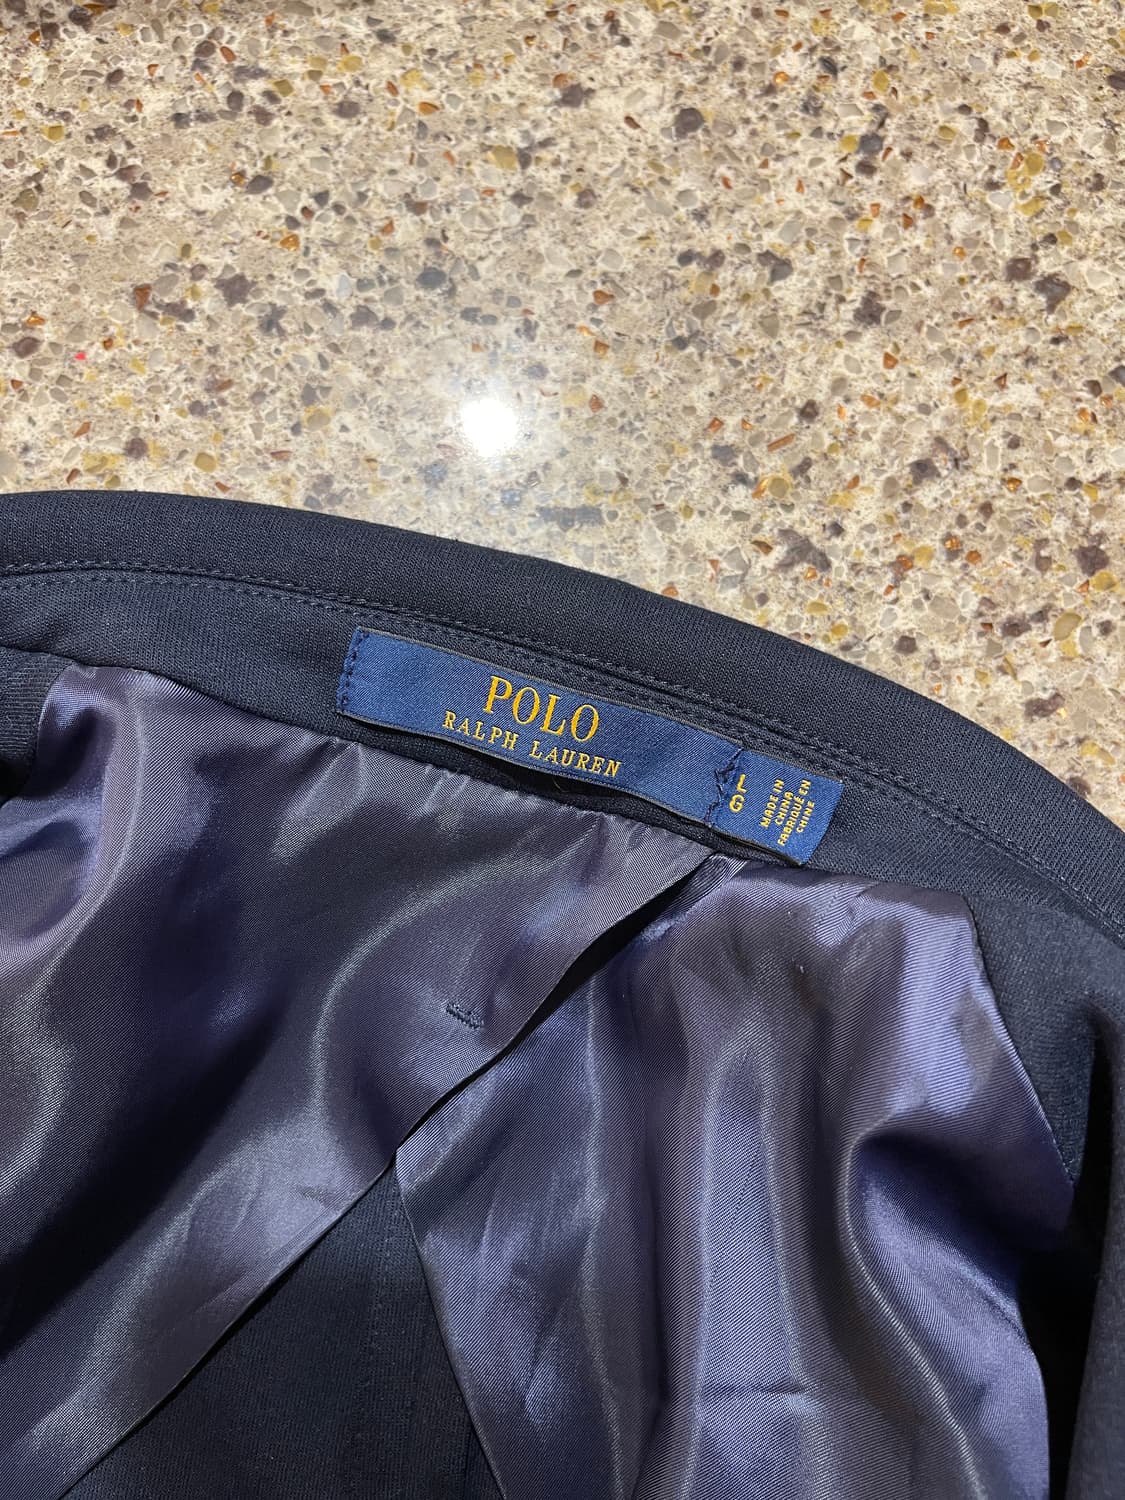 POLO
RALPH LAUREN
L
G
MADE IN
CHINA
FABRIQUÉ EN
CHINE